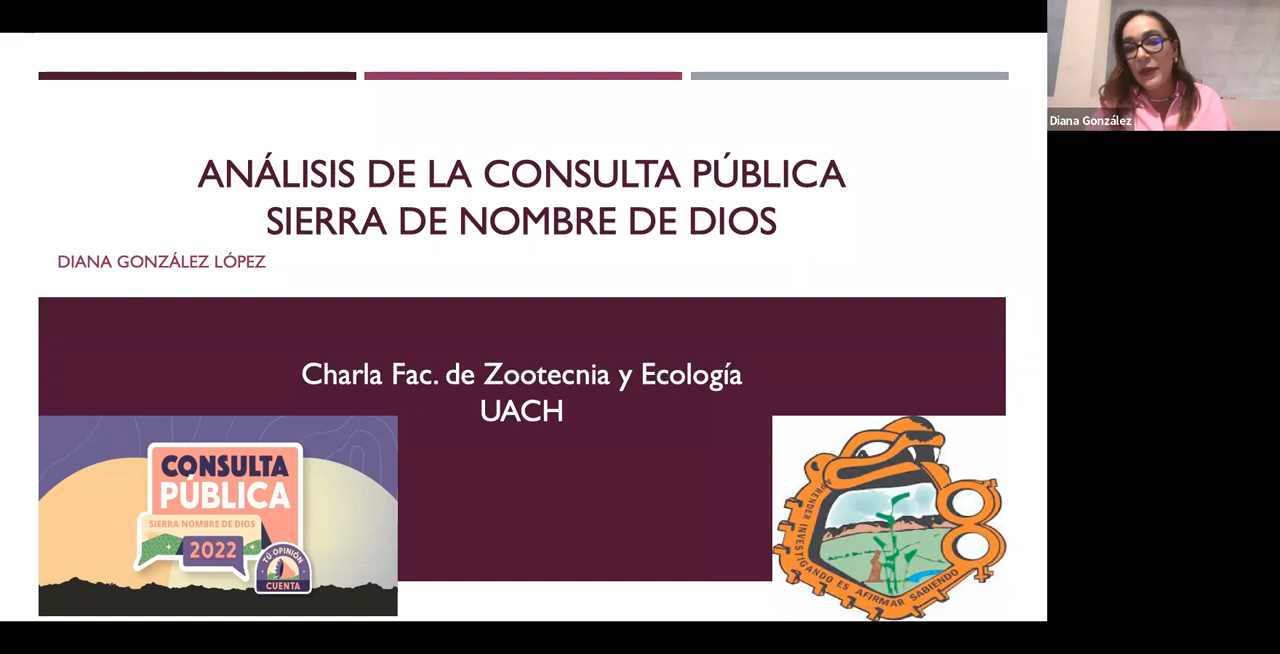 ANÁLISIS DE LA CONSULTA PÚBLICA
SIERRA DE NOMBRE DE DIOS
DIANA GONZÁLEZ LÓPEZ
Charla Fac. de Zootecnia y Ecología
UACH
CONSULTA
PÚBLICA
SIERRA NOMBRE DE DIOS
2022
TÚ OPINIÓN
CUENTA
APRENDER INVESTIGANDO ES AFIRMAR SABIENDO
Diana González